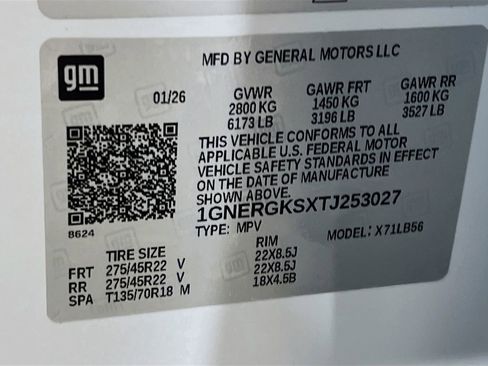 gm
MFD BY GENERAL MOTORS LLC
01/26 GVWR GAWR FRT GAWR RR
2800 KG 1450 KG 1600 KG
6173 LB 3196 LB 3527 LB
THIS VEHICLE CONFORMS TO ALL
APPLICABLE U.S. FEDERAL MOTOR
VEHICLE SAFETY STANDARDS IN EFFECT
ON THE DATE OF MANUFACTURE
SHOWN ABOVE.
1GNERGKSXTJ253027
8624 TYPE: MPV MODEL: X71LB56
TIRE SIZE RIM
FRT 275/45R22 V 22X8.5J
RR 275/45R22 V 22X8.5J
SPA T135/70R18 M 18X4.5B